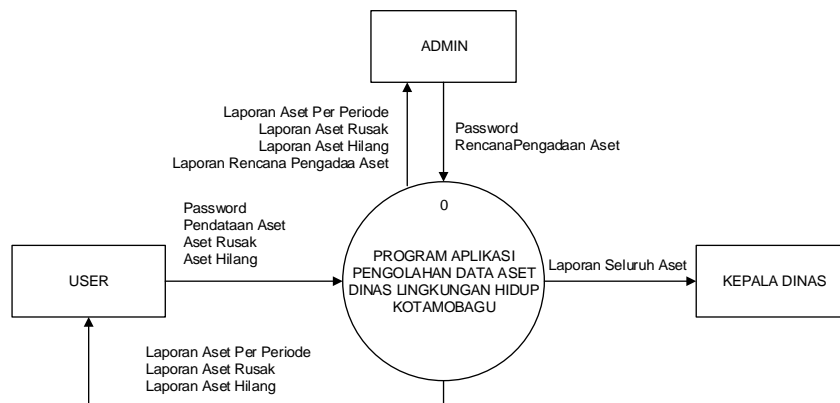 ADMIN
Laporan Aset Per Periode
Laporan Aset Rusak
Laporan Aset Hilang
Laporan Rencana Pengadaa Aset
Password
RencanaPengadaan Aset
0
PROGRAM APLIKASI
PENGOLAHAN DATA ASET
DINAS LINGKUNGAN HIDUP
KOTAMOBAGU
Password
Pendataan Aset
Aset Rusak
Aset Hilang
USER
Laporan Seluruh Aset
KEPALA DINAS
Laporan Aset Per Periode
Laporan Aset Rusak
Laporan Aset Hilang